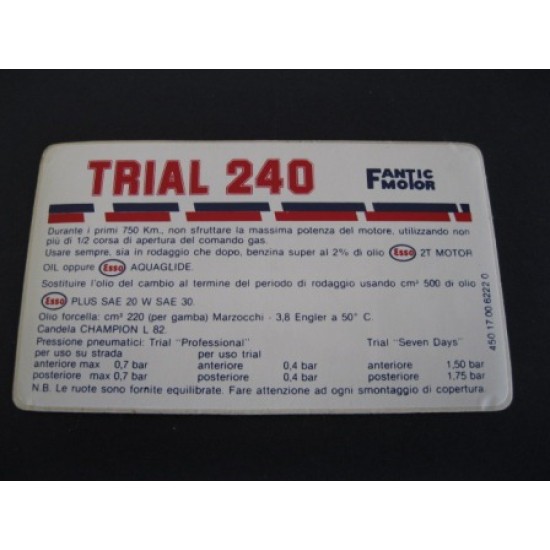 TRIAL 240
FANTIC MOTOR
Durante i primi 750 Km., non sfruttare la massima potenza del motore, utilizzando non
più di 1/2 corsa di apertura del comando gas.
Usare sempre, sia in rodaggio che dopo, benzina super al 2% di olio Esso 2T MOTOR
OIL oppure Esso AQUAGLIDE.
Sostituire l'olio del cambio al termine del periodo di rodaggio usando cm³ 500 di olio
Esso PLUS SAE 20 W SAE 30.
Olio forcella: cm³ 220 (per gamba) Marzocchi - 3,8 Engler a 50° C.
Candela CHAMPION L 82.
Pressione pneumatici: Trial "Professional" Trial "Seven Days"
per uso su strada per uso trial
anteriore max 0,7 bar anteriore 0,4 bar anteriore 1,50 bar
posteriore max 0,7 bar posteriore 0,4 bar posteriore 1,75 bar
N.B. Le ruote sono fornite equilibrate. Fare attenzione ad ogni smontaggio di copertura.
450 17 00 6222 0